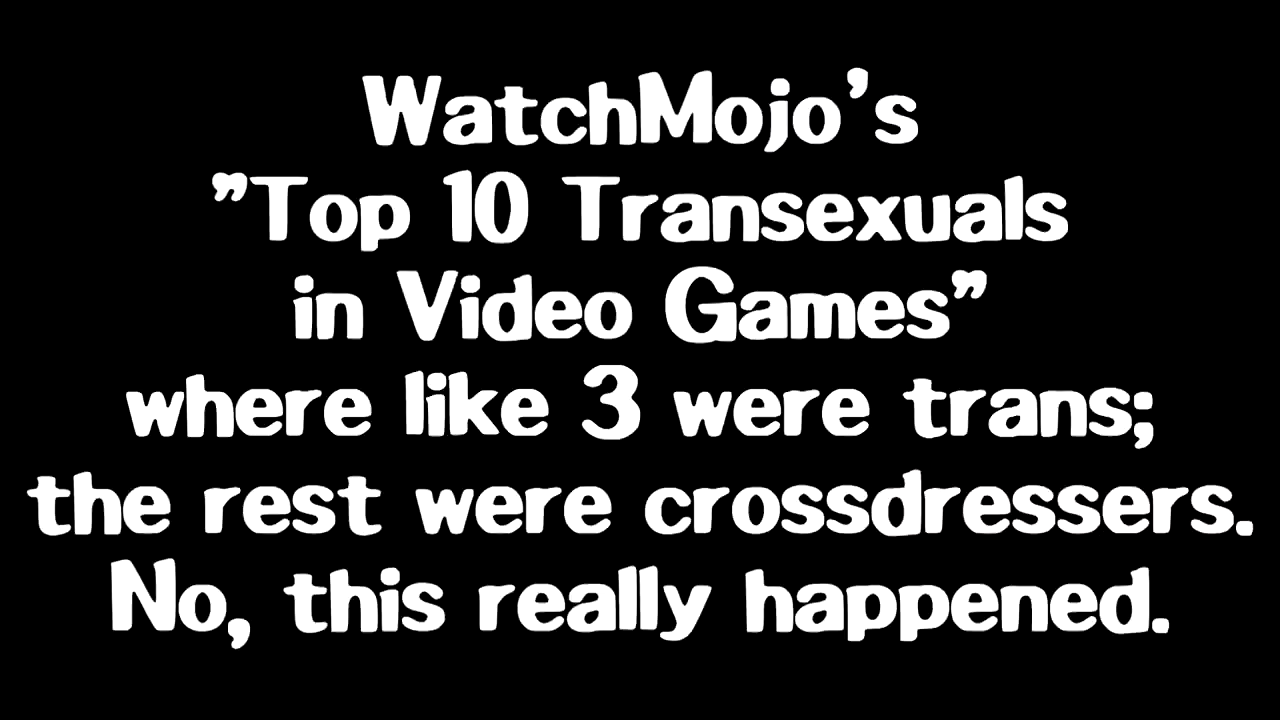 WatchMojo's
"Top 10 Transexuals
in Video Games"
where like 3 were trans;
the rest were crossdressers.
No, this really happened.